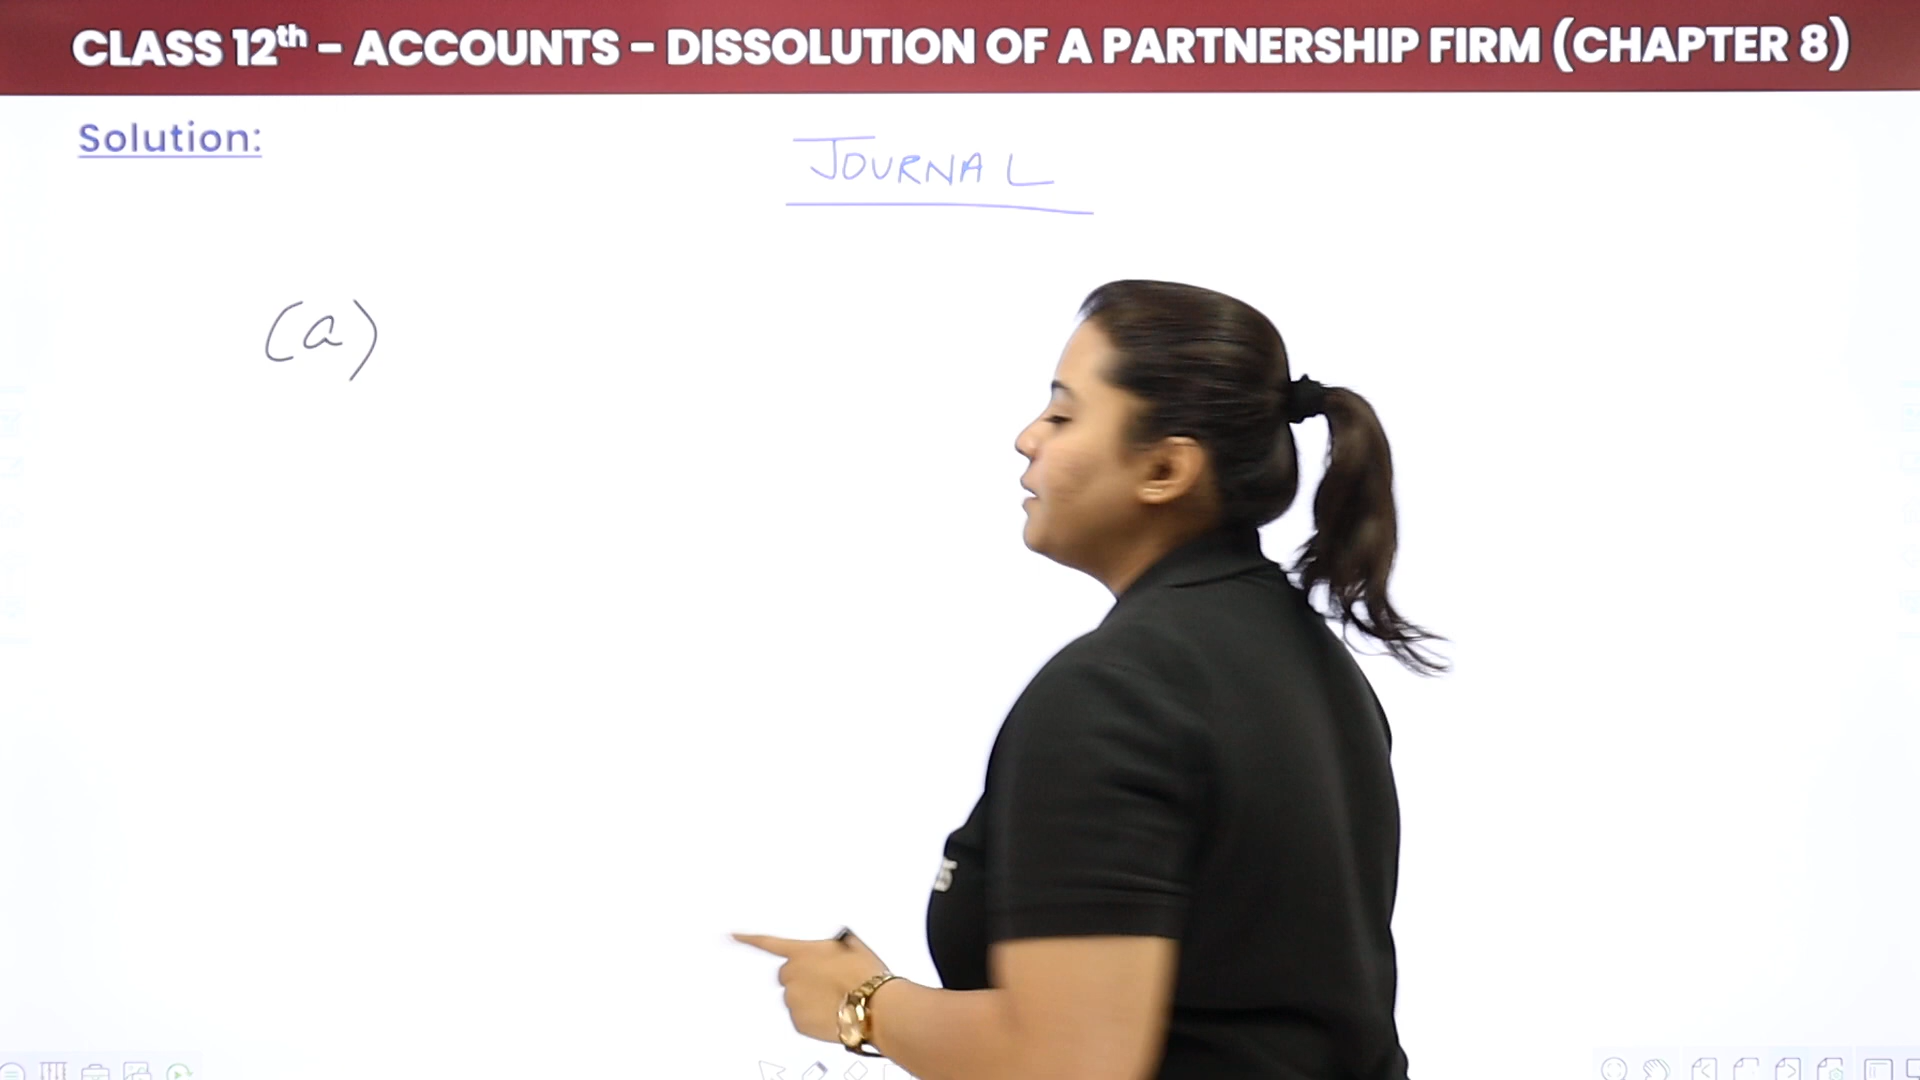 CLASS 12th - ACCOUNTS - DISSOLUTION OF A PARTNERSHIP FIRM (CHAPTER 8)
Solution:
JOURNAL
(a)